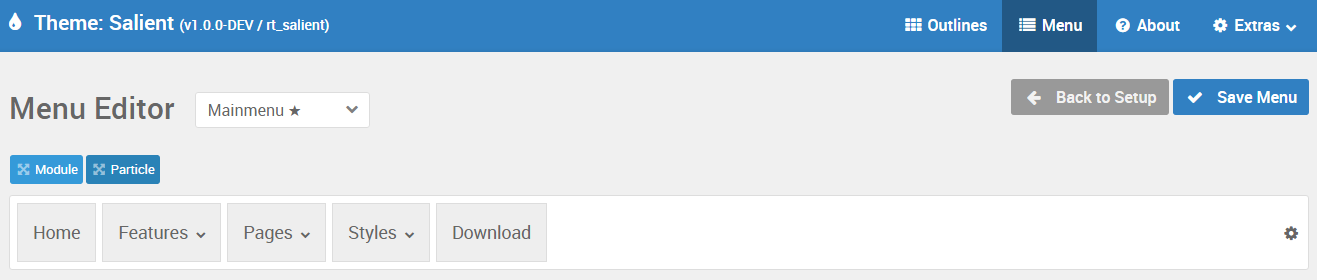 Theme: Salient (v1.0.0-DEV / rt_salient) Outlines Menu About Extras
Menu Editor Mainmenu ★ Back to Setup Save Menu
Module Particle
Home Features Pages Styles Download